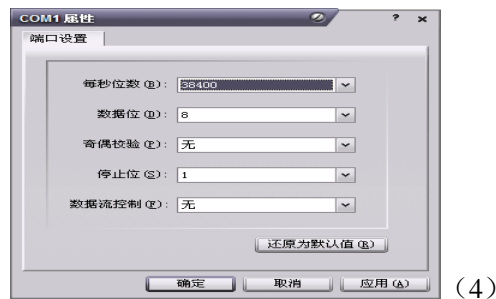 COM1 属性
端口设置
每秒位数(B): 38400
数据位(D): 8
奇偶校验(P): 无
停止位(S): 1
数据流控制(F): 无
还原为默认值(R)
确定 取消 应用(A)
(4)